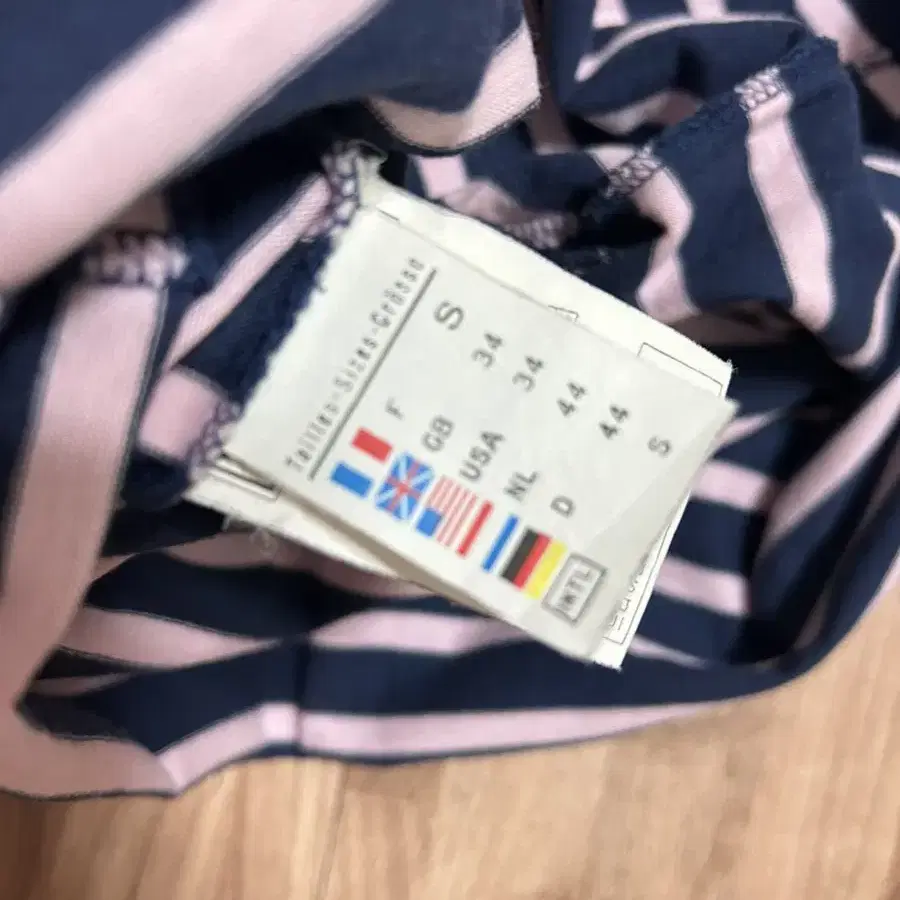 Tailles-Sizes-Grösse
F S
GB 34
USA 34
NL 44
D 44
INTL S